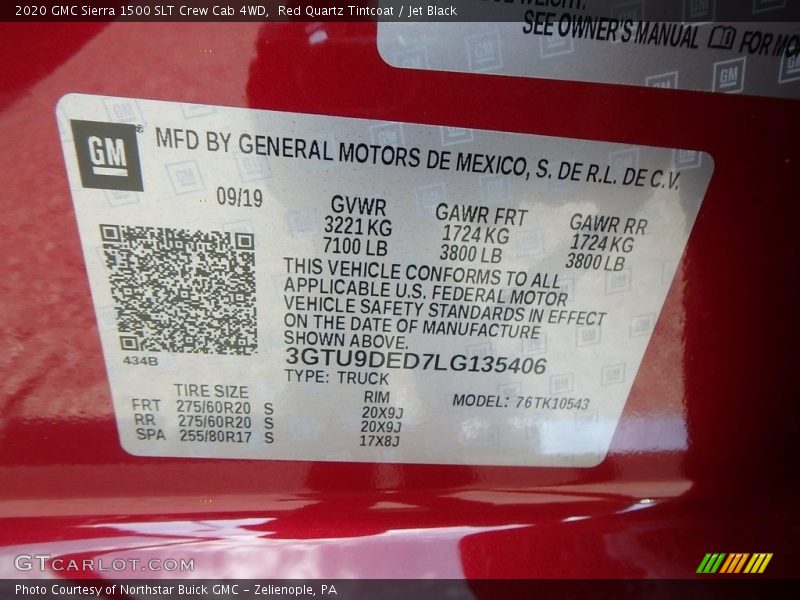 2020 GMC Sierra 1500 SLT Crew Cab 4WD, Red Quartz Tintcoat / Jet Black
SEE OWNER'S MANUAL FOR
GM
MFD BY GENERAL MOTORS DE MEXICO, S. DE R.L. DE C.V.
09/19
GVWR
3221 KG
7100 LB
GAWR FRT
1724 KG
3800 LB
GAWR RR
1724 KG
3800 LB
THIS VEHICLE CONFORMS TO ALL
APPLICABLE U.S. FEDERAL MOTOR
VEHICLE SAFETY STANDARDS IN EFFECT
ON THE DATE OF MANUFACTURE
SHOWN ABOVE.
434B
3GTU9DED7LG135406
TYPE: TRUCK
MODEL: 76TK10543
TIRE SIZE RIM
FRT 275/60R20 S 20X9J
RR 275/60R20 S 20X9J
SPA 255/80R17 S 17X8J
GTCARLOT.COM
Photo Courtesy of Northstar Buick GMC – Zelienople, PA